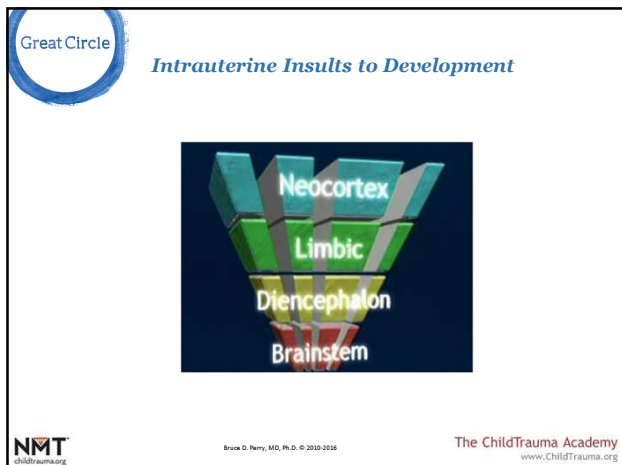 Great Circle
Intrauterine Insults to Development
Neocortex
Limbic
Diencephalon
Brainstem
NMT
childtrauma.org
Bruce D. Perry, MD, Ph.D. © 2010-2016
The ChildTrauma Academy
www.ChildTrauma.org